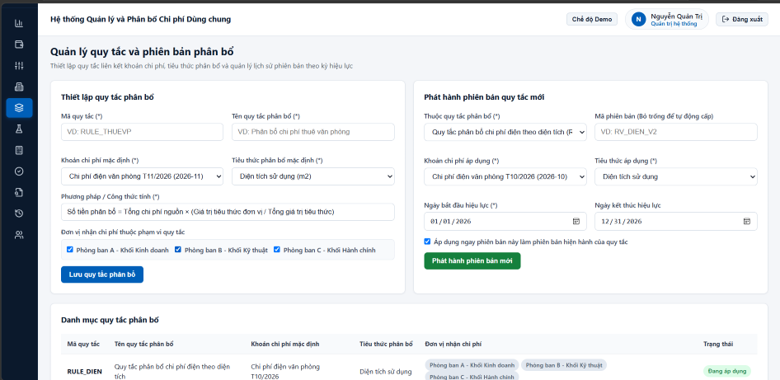 Hệ thống Quản lý và Phân bổ Chi phí Dùng chung
Chế độ Demo
N
Nguyễn Quản Trị
Quản trị hệ thống
Đăng xuất
Quản lý quy tắc và phiên bản phân bổ
Thiết lập quy tắc liên kết khoản chi phí, tiêu thức phân bổ và quản lý lịch sử phiên bản theo kỳ hiệu lực
Thiết lập quy tắc phân bổ
Mã quy tắc (*)
Tên quy tắc phân bổ (*)
VD: RULE_THUEVP
VD: Phân bổ chi phí thuê văn phòng
Khoản chi phí mặc định (*)
Tiêu thức phân bổ mặc định (*)
Chi phí điện văn phòng T11/2026 (2026-11)
Diện tích sử dụng (m2)
Phương pháp / Công thức tính (*)
Số tiền phân bổ = Tổng chi phí nguồn × (Giá trị tiêu thức đơn vị / Tổng giá trị tiêu thức)
Đơn vị nhận chi phí thuộc phạm vi quy tắc
Phòng ban A - Khối Kinh doanh
Phòng ban B - Khối Kỹ thuật
Phòng ban C - Khối Hành chính
Lưu quy tắc phân bổ
Phát hành phiên bản quy tắc mới
Thuộc quy tắc phân bổ (*)
Mã phiên bản (Bỏ trống để tự động cấp)
Quy tắc phân bổ chi phí điện theo diện tích (R
VD: RV_DIEN_V2
Khoản chi phí áp dụng (*)
Tiêu thức áp dụng (*)
Chi phí điện văn phòng T10/2026 (2026-10)
Diện tích sử dụng
Ngày bắt đầu hiệu lực (*)
Ngày kết thúc hiệu lực
01/01/2026
12/31/2026
Áp dụng ngay phiên bản này làm phiên bản hiện hành của quy tắc
Phát hành phiên bản mới
Danh mục quy tắc phân bổ
Mã quy tắc
Tên quy tắc phân bổ
Khoản chi phí mặc định
Tiêu thức phân bổ
Đơn vị nhận chi phí
Trạng thái
RULE_DIEN
Quy tắc phân bổ chi phí điện theo diện
tích
Chi phí điện văn phòng
T10/2026
Diện tích sử dụng
Phòng ban A - Khối Kinh doanh
Phòng ban B - Khối Kỹ thuật
Phòng ban C - Khối Hành chính
Đang áp dụng